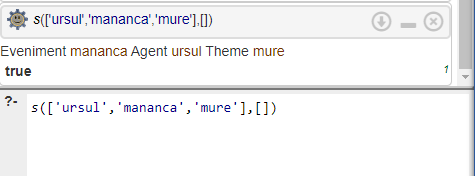 s(['ursul','mananca','mure'],[])
Eveniment mananca Agent ursul Theme mure
true
1
?- s(['ursul','mananca','mure'],[])